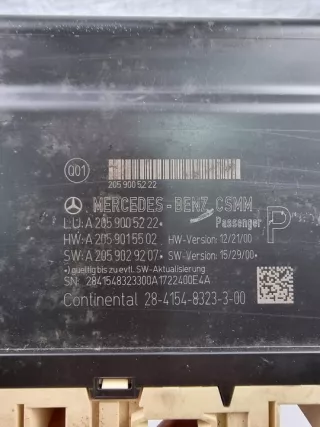 001
205 900 52 22
MERCEDES-BENZ CSMM
L.U: A 205 900 52 22• Passenger P
HW: A 205 901 55 02 HW-Version: 12/21/00
SW: A 205 902 92 07• SW-Version: 15/29/00•
•) gueltig bis zu evtl. SW-Aktualisierung
SN: 2841548323300A1722400E4A
Continental 28-4154-8323-3-00